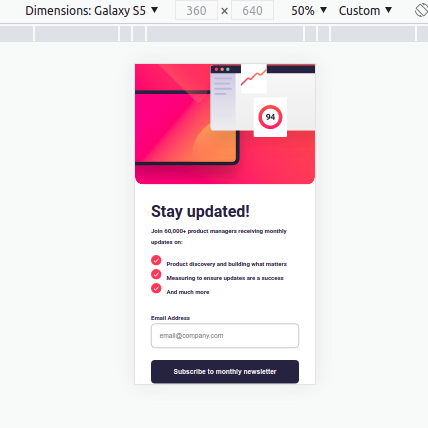 Dimensions: Galaxy S5 ▼ 360 × 640 50% ▼ Custom ▼
94
Stay updated!
Join 60,000+ product managers receiving monthly
updates on:
Product discovery and building what matters
Measuring to ensure updates are a success
And much more
Email Address
email@company.com
Subscribe to monthly newsletter